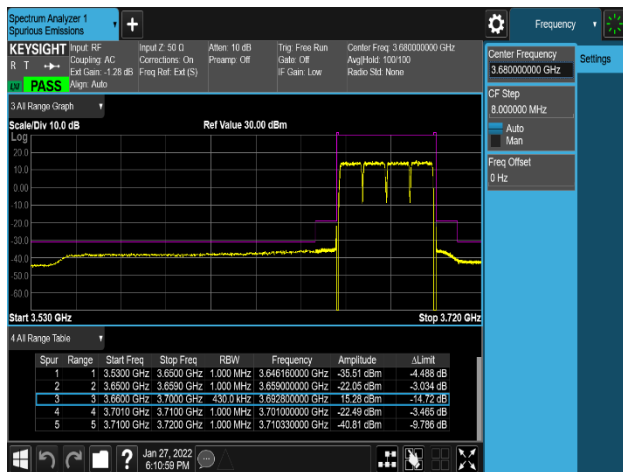 Spectrum Analyzer 1
Spurious Emissions
Frequency
KEYSIGHT Input: RF Input Z: 50 Ω Atten: 10 dB Trig: Free Run Center Freq: 3.680000000 GHz
R T Coupling: AC Corrections: On Preamp: Off Gate: Off Avg|Hold: 100/100
Ext Gain: -1.28 dB Freq Ref: Ext (S) IF Gain: Low Radio Std: None
LV PASS Align: Auto
Center Frequency
3.680000000 GHz
Settings
CF Step
8.000000 MHz
Auto
Man
Freq Offset
0 Hz
3 All Range Graph
Scale/Div 10.0 dB Ref Value 30.00 dBm
Log
20.0
10.0
0.00
-10.0
-20.0
-30.0
-40.0
-50.0
-60.0
Start 3.530 GHz Stop 3.720 GHz
4 All Range Table
Spur Range Start Freq Stop Freq RBW Frequency Amplitude ΔLimit
1 1 3.5300 GHz 3.6500 GHz 1.000 MHz 3.646160000 GHz -35.51 dBm -4.488 dB
2 2 3.6500 GHz 3.6590 GHz 1.000 MHz 3.659000000 GHz -22.05 dBm -3.034 dB
3 3 3.6600 GHz 3.7000 GHz 430.0 kHz 3.692800000 GHz 15.28 dBm -14.72 dB
4 4 3.7010 GHz 3.7100 GHz 1.000 MHz 3.701000000 GHz -22.49 dBm -3.465 dB
5 5 3.7100 GHz 3.7200 GHz 1.000 MHz 3.710330000 GHz -40.81 dBm -9.786 dB
Jan 27, 2022
6:10:59 PM